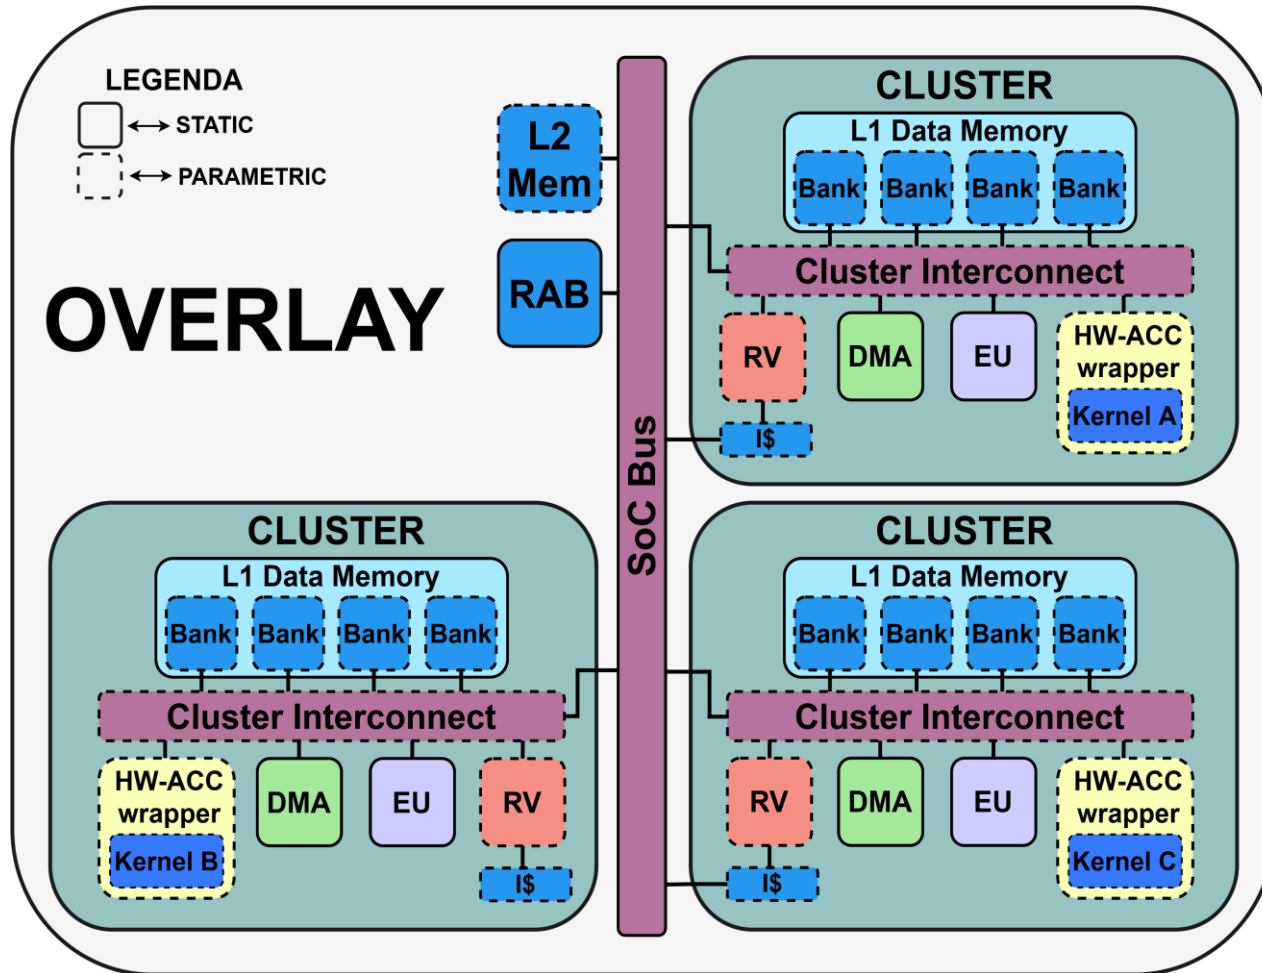 LEGENDA
STATIC
PARAMETRIC
OVERLAY
L2
Mem
RAB
SoC Bus
CLUSTER
L1 Data Memory
Bank Bank Bank Bank
Cluster Interconnect
RV DMA EU HW-ACC
wrapper
Kernel A
I$
CLUSTER
L1 Data Memory
Bank Bank Bank Bank
Cluster Interconnect
HW-ACC
wrapper
Kernel B
DMA EU RV
I$
CLUSTER
L1 Data Memory
Bank Bank Bank Bank
Cluster Interconnect
RV DMA EU HW-ACC
wrapper
Kernel C
I$